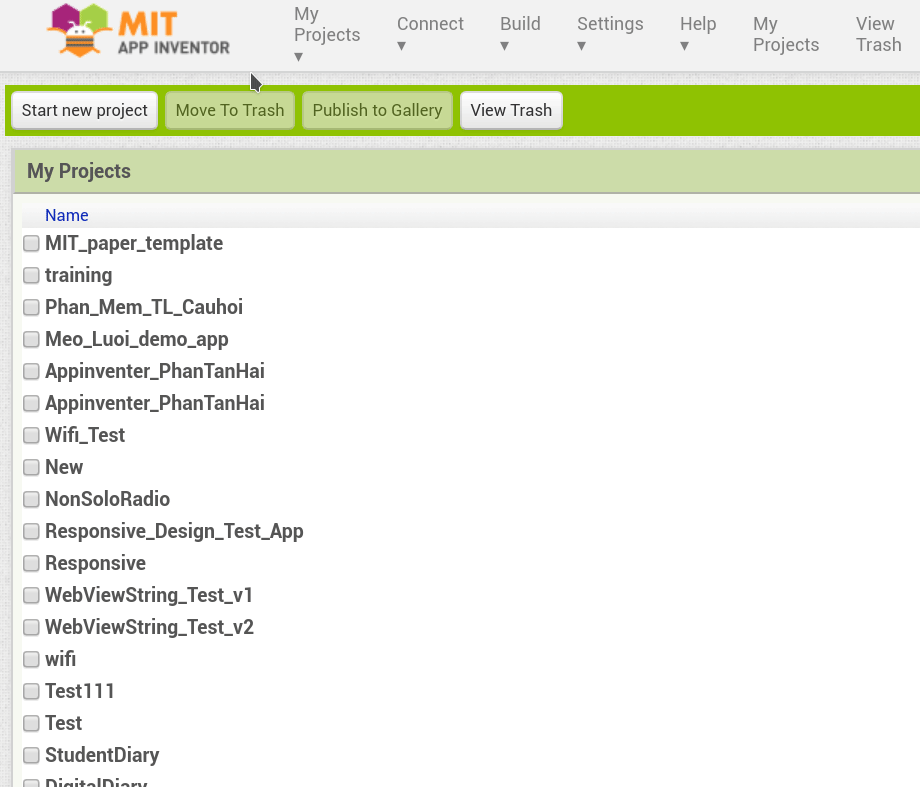 MIT
APP INVENTOR
My
Projects
▾
Connect
▾
Build
▾
Settings
▾
Help
▾
My
Projects
View
Trash
Start new project
Move To Trash
Publish to Gallery
View Trash
My Projects
Name
MIT_paper_template
training
Phan_Mem_TL_Cauhoi
Meo_Luoi_demo_app
Appinventer_PhanTanHai
Appinventer_PhanTanHai
Wifi_Test
New
NonSoloRadio
Responsive_Design_Test_App
Responsive
WebViewString_Test_v1
WebViewString_Test_v2
wifi
Test111
Test
StudentDiary
DigitalDiary